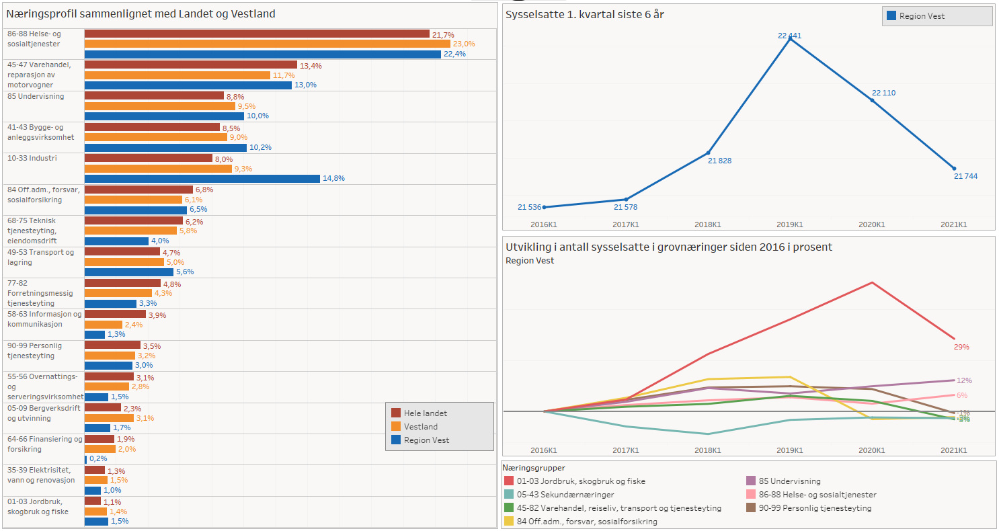 Næringsprofil sammenlignet med Landet og Vestland
86-88 Helse- og
sosialtjenester
21,7%
23,0%
22,4%
45-47 Varehandel,
reparasjon av
motorvogner
13,4%
11,7%
13,0%
85 Undervisning
8,8%
9,5%
10,0%
41-43 Bygge- og
anleggsvirksomhet
8,5%
9,0%
10,2%
10-33 Industri
8,0%
9,3%
14,8%
84 Off.adm., forsvar,
sosialforsikring
6,8%
6,1%
6,5%
68-75 Teknisk
tjenesteyting,
eiendomsdrift
6,2%
5,8%
4,0%
49-53 Transport og
lagring
4,7%
5,0%
5,6%
77-82
Forretningsmessig
tjenesteyting
4,8%
4,3%
3,3%
58-63 Informasjon og
kommunikasjon
3,9%
2,4%
1,3%
90-99 Personlig
tjenesteyting
3,5%
3,2%
3,0%
55-56 Overnattings-
og
serveringsvirksomhet
3,1%
2,8%
1,5%
05-09 Bergverksdrift
og utvinning
2,3%
3,1%
1,7%
64-66 Finansiering og
forsikring
1,9%
2,0%
0,2%
35-39 Elektrisitet,
vann og renovasjon
1,3%
1,5%
1,0%
01-03 Jordbruk,
skogbruk og fiske
1,1%
1,4%
1,5%
Hele landet
Vestland
Region Vest
Sysselsatte 1. kvartal siste 6 år
Region Vest
22 441
22 110
21 828
21 744
21 536
21 578
2016K1 2017K1 2018K1 2019K1 2020K1 2021K1
Utvikling i antall sysselsatte i grovnæringer siden 2016 i prosent
Region Vest
29%
12%
6%
-1%
2016K1 2017K1 2018K1 2019K1 2020K1 2021K1
Næringsgrupper
01-03 Jordbruk, skogbruk og fiske
05-43 Sekundærnæringer
45-82 Varehandel, reiseliv, transport og tjenesteyting
84 Off.adm., forsvar, sosialforsikring
85 Undervisning
86-88 Helse- og sosialtjenester
90-99 Personlig tjenesteyting